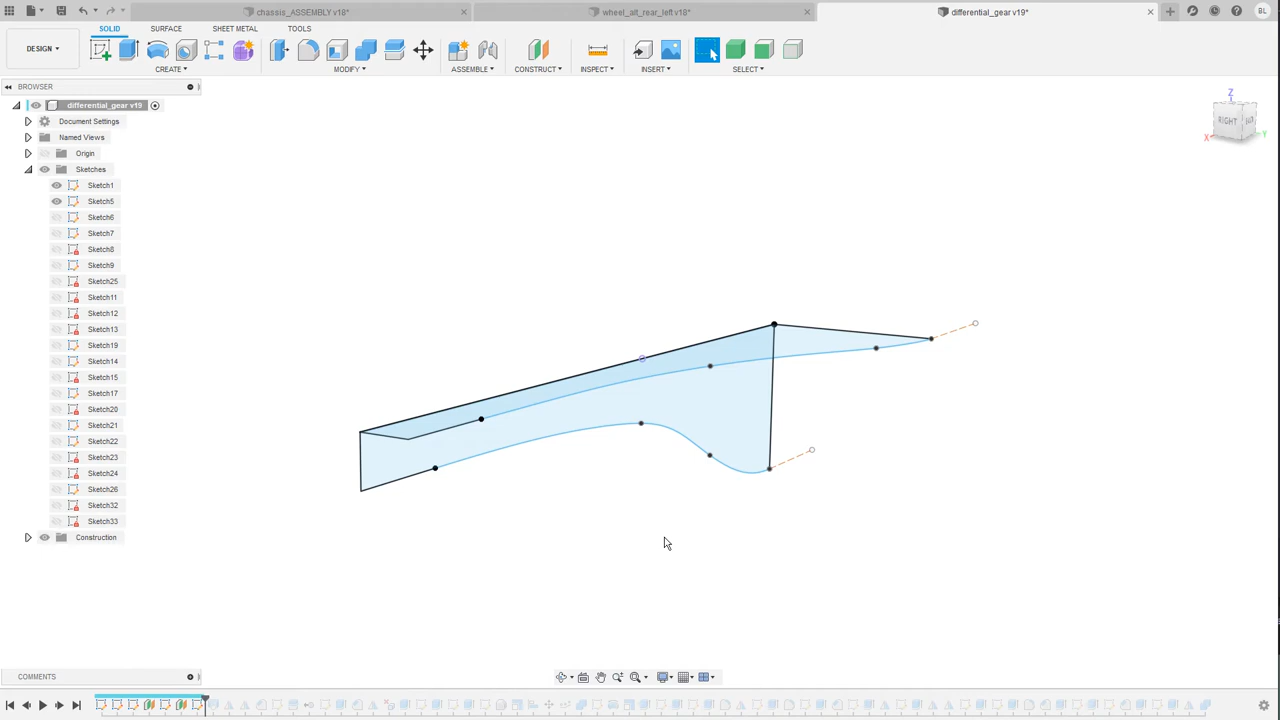 chassis_ASSEMBLY v18*
wheel_alt_rear_left v18*
differential_gear v19*
BL
DESIGN
SOLID SURFACE SHEET METAL TOOLS
CREATE MODIFY ASSEMBLE CONSTRUCT INSPECT INSERT SELECT
BROWSER
differential_gear v19
Document Settings
Named Views
Origin
Sketches
Sketch1
Sketch5
Sketch6
Sketch7
Sketch8
Sketch9
Sketch25
Sketch11
Sketch12
Sketch13
Sketch19
Sketch14
Sketch15
Sketch17
Sketch20
Sketch21
Sketch22
Sketch23
Sketch24
Sketch26
Sketch32
Sketch33
Construction
Z
RIGHT
X
Y
COMMENTS